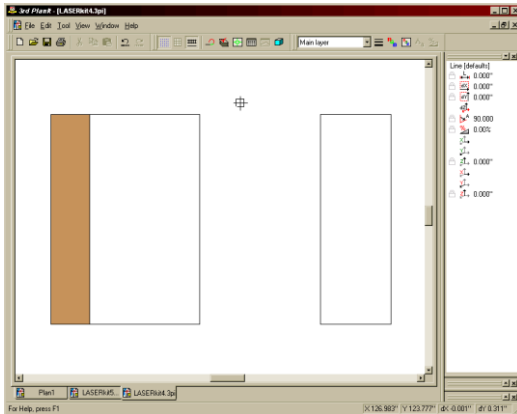 3rd PlanIt - [LASERkit4.3pi]
File Edit Tool View Window Help
Main layer
Line [defaults]
0.000"
0.000"
0.000"
90.000
0.00%
0.000"
0.000"
Plan1 LASERkit5... LASERkit4.3pi
For Help, press F1 X 126.983" Y 123.777" dX -0.001" dY 0.311"